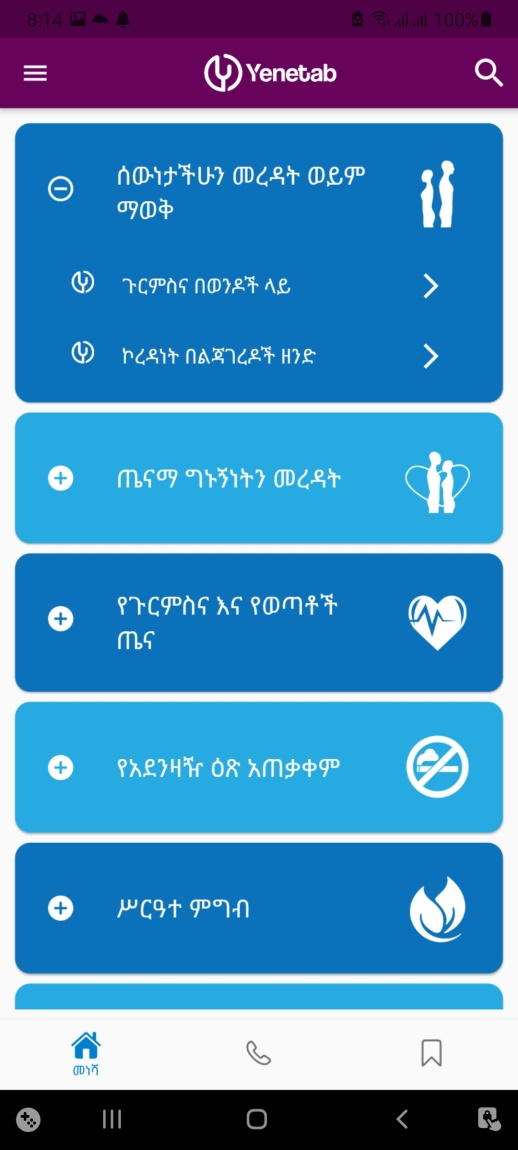 8:14
100%
Yenetab
ሰውነታችሁን መረዳት ወይም
ማወቅ
ጉርምስና በወንዶች ላይ
ኮረዳነት በልጃገረዶች ዘንድ
ጤናማ ግኑኝነትን መረዳት
የጉርምስና እና የወጣቶች
ጤና
የአደንዛዥ ዕጽ አጠቃቀም
ሥርዓተ ምግብ
መነሻ